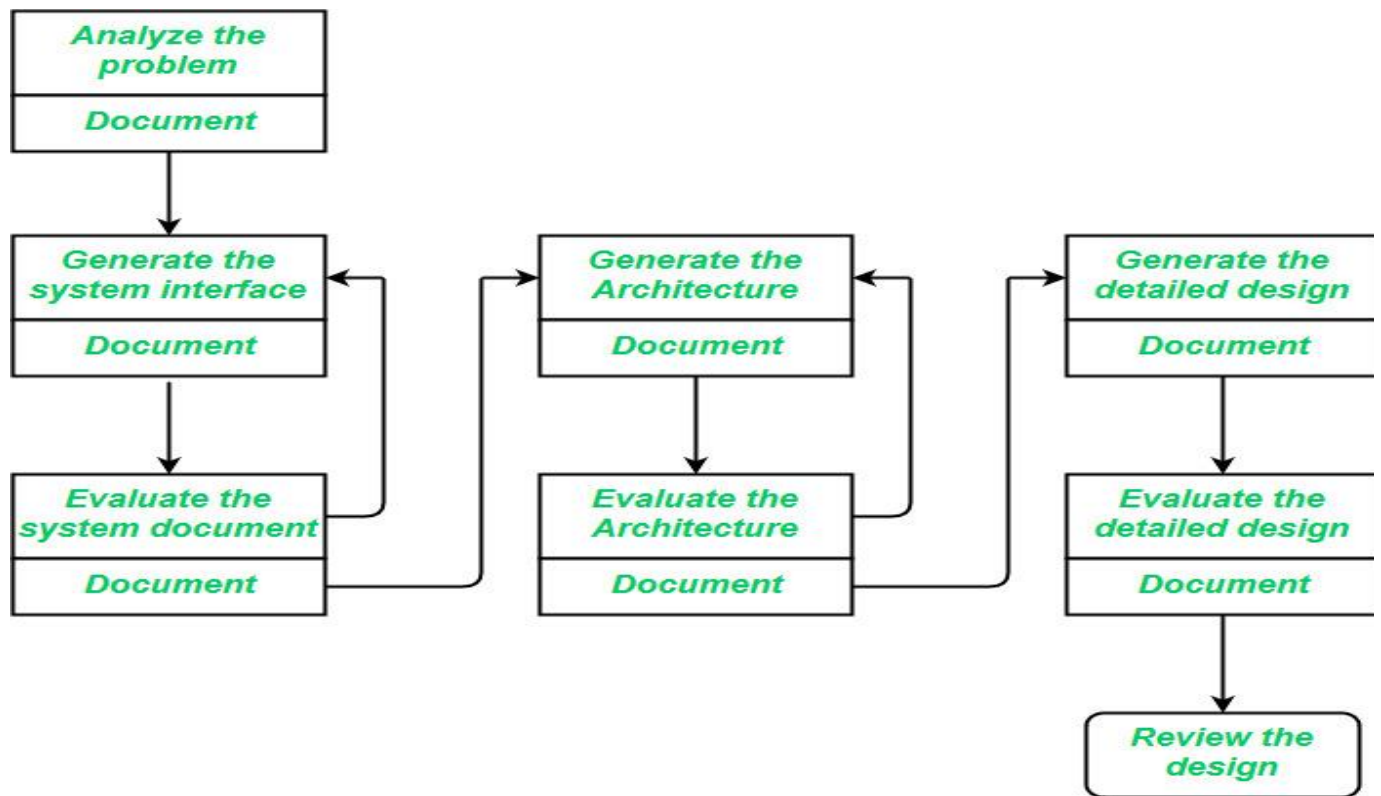 Analyze the
problem
Document
Generate the
system interface
Document
Evaluate the
system document
Document
Generate the
Architecture
Document
Evaluate the
Architecture
Document
Generate the
detailed design
Document
Evaluate the
detailed design
Document
Review the
design